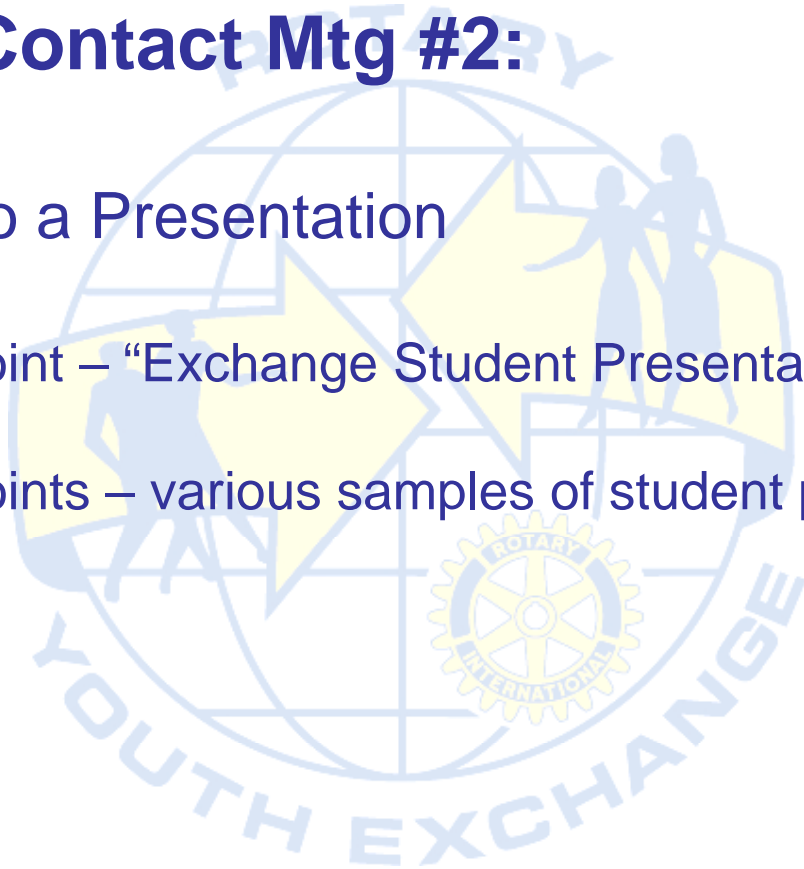 Contact Mtg #2:
o a Presentation
oint – “Exchange Student Presenta
oints – various samples of student p
ROTARY
YOUTH EXCHANGE
ROTARY
INTERNATIONAL